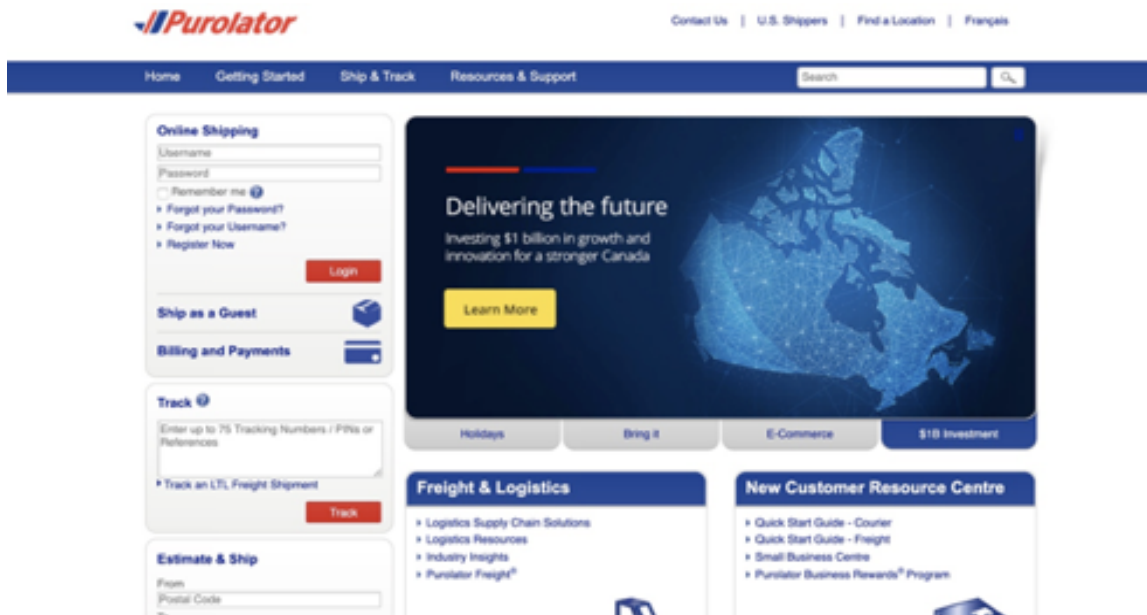 Purolator
Contact Us | U.S. Shippers | Find a Location | Français
Home Getting Started Ship & Track Resources & Support Search
Online Shipping
Username
Password
Remember me ?
Forgot your Password?
Forgot your Username?
Register Now
Login
Ship as a Guest
Billing and Payments
Track ?
Enter up to 75 Tracking Numbers / PINs or
References
Track an LTL Freight Shipment
Track
Estimate & Ship
From
Postal Code
Delivering the future
Investing $1 billion in growth and
innovation for a stronger Canada
Learn More
Holidays Bring it E-Commerce $1B Investment
Freight & Logistics
Logistics Supply Chain Solutions
Logistics Resources
Industry Insights
Purolator Freight®
New Customer Resource Centre
Quick Start Guide - Courier
Quick Start Guide - Freight
Small Business Centre
Purolator Business Rewards® Program